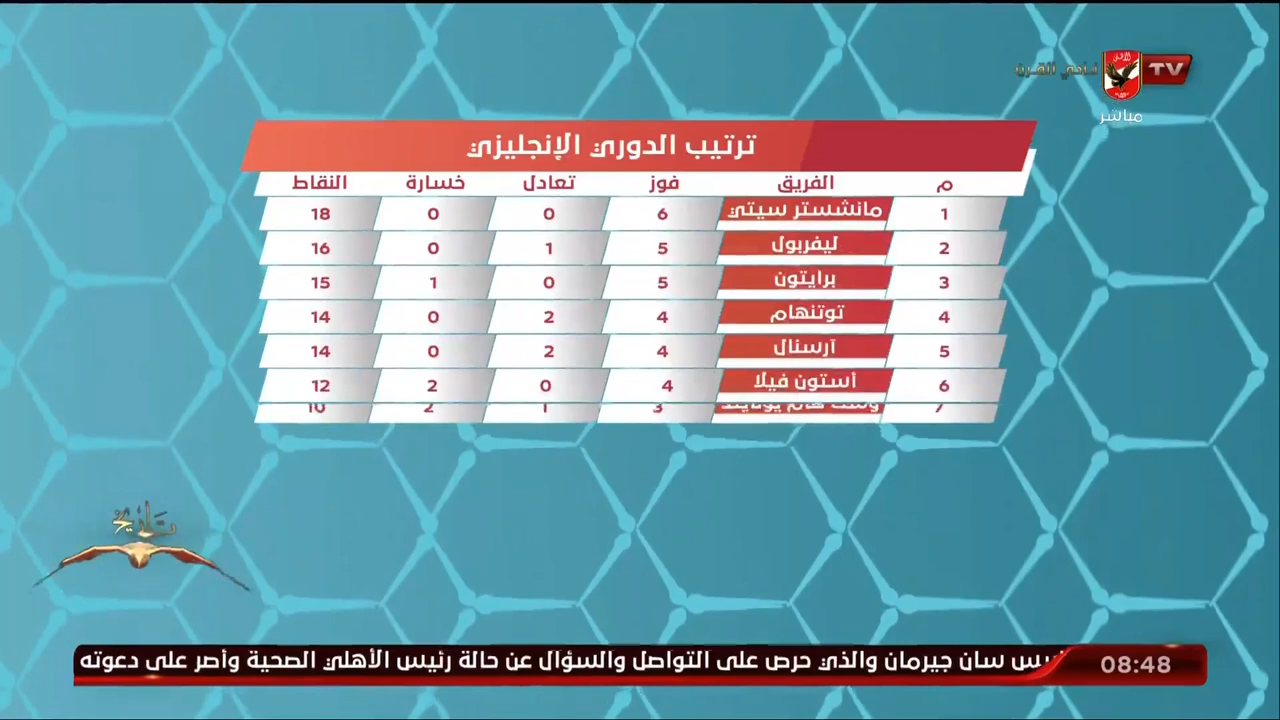 نادي القرن TV
مباشر
ترتيب الدوري الإنجليزي
م الفريق فوز تعادل خسارة النقاط
1 مانشستر سيتي 6 0 0 18
2 ليفربول 5 1 0 16
3 برايتون 5 0 1 15
4 توتنهام 4 2 0 14
5 آرسنال 4 2 0 14
6 أستون فيلا 4 0 2 12
7 3 1 2 10
تاريخ
سان جيرمان والذي حرص على التواصل والسؤال عن حالة رئيس الأهلي الصحية وأصر على دعوته
08:48